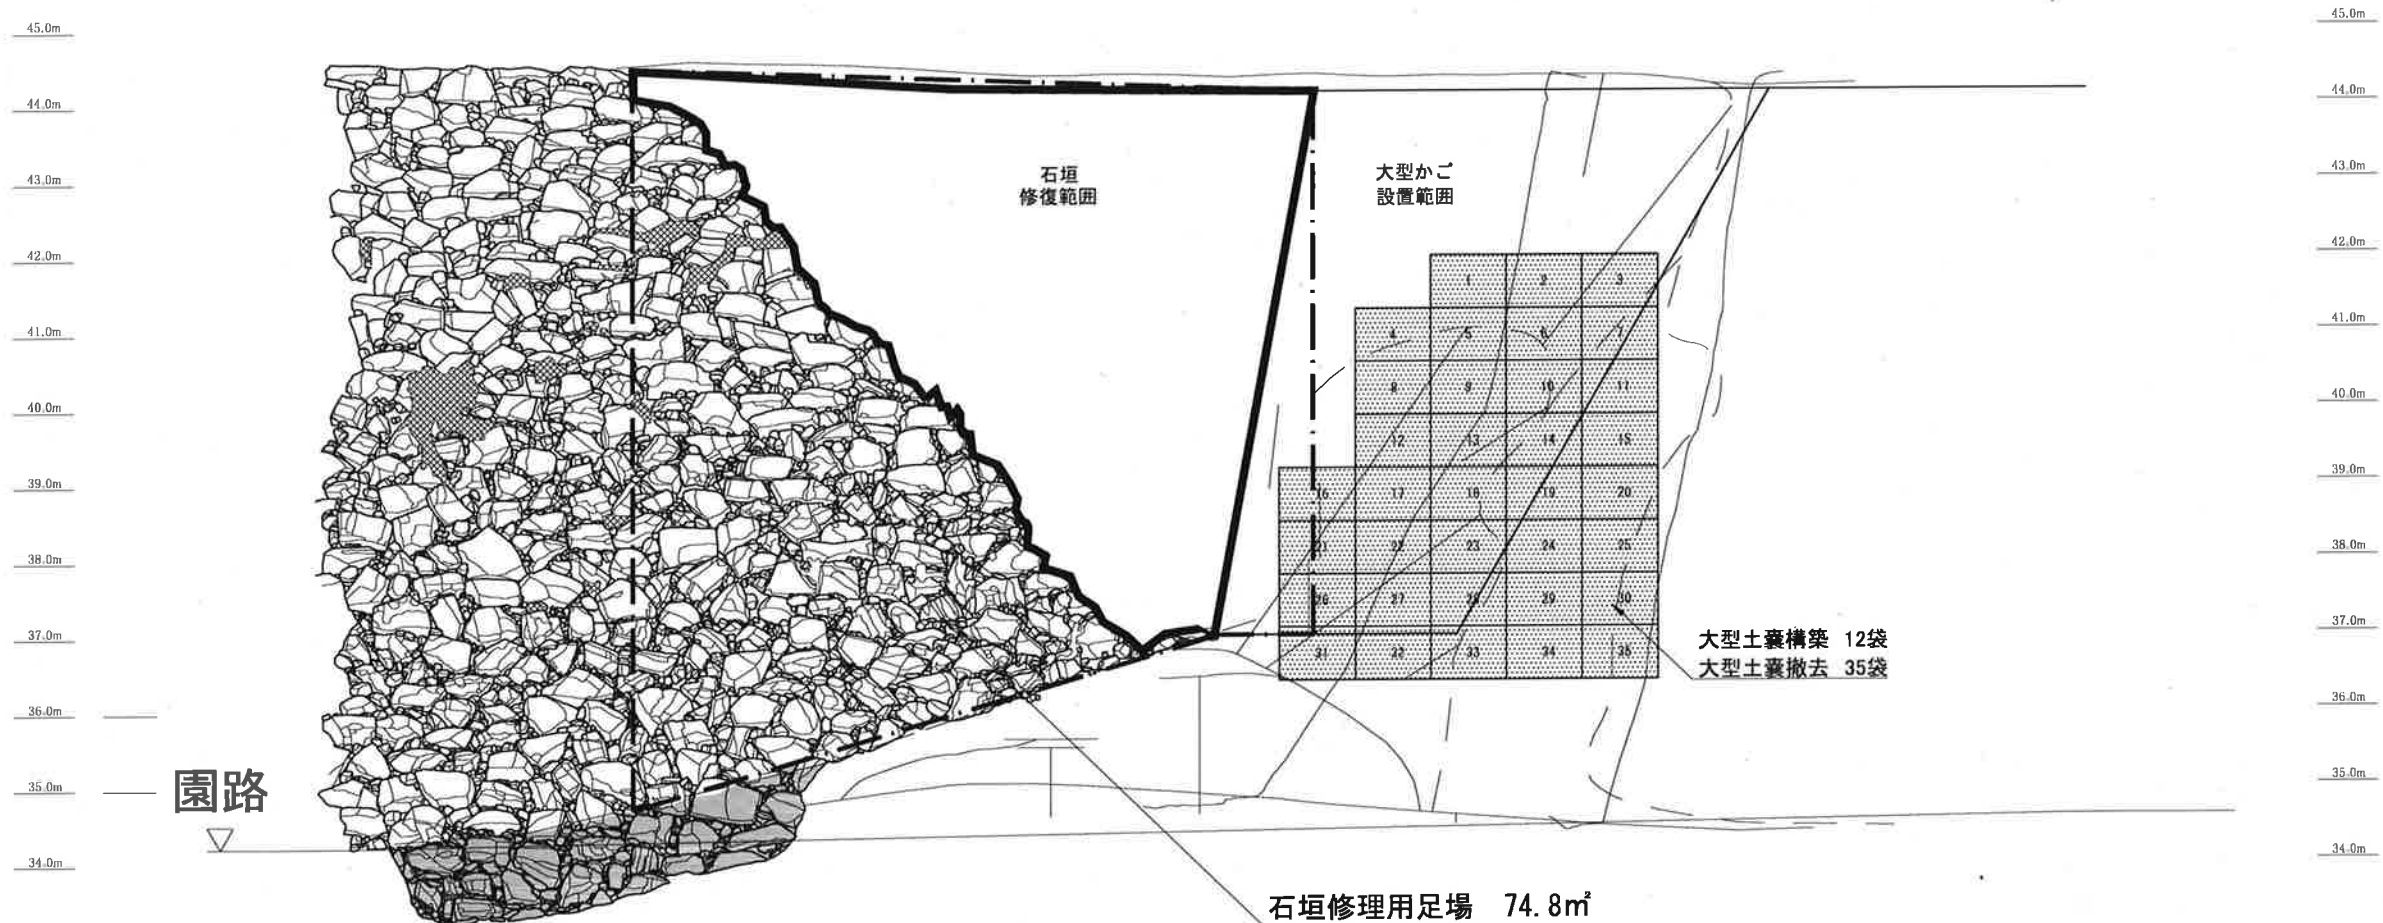 45.0m
45.0m
44.0m
44.0m
43.0m
43.0m
石垣
修復範囲
大型かご
設置範囲
42.0m
42.0m
1 2 3
41.0m
41.0m
4 5 6 7
40.0m
40.0m
8 9 10 11
12 13 14 15
39.0m
39.0m
16 17 18 19 20
38.0m
38.0m
21 22 23 24 25
26 27 28 29 30
37.0m
37.0m
大型土嚢構築 12袋
大型土嚢撤去 35袋
31 32 33 34 35
36.0m
36.0m
35.0m
35.0m
園路
34.0m
34.0m
石垣修理用足場 74.8㎡